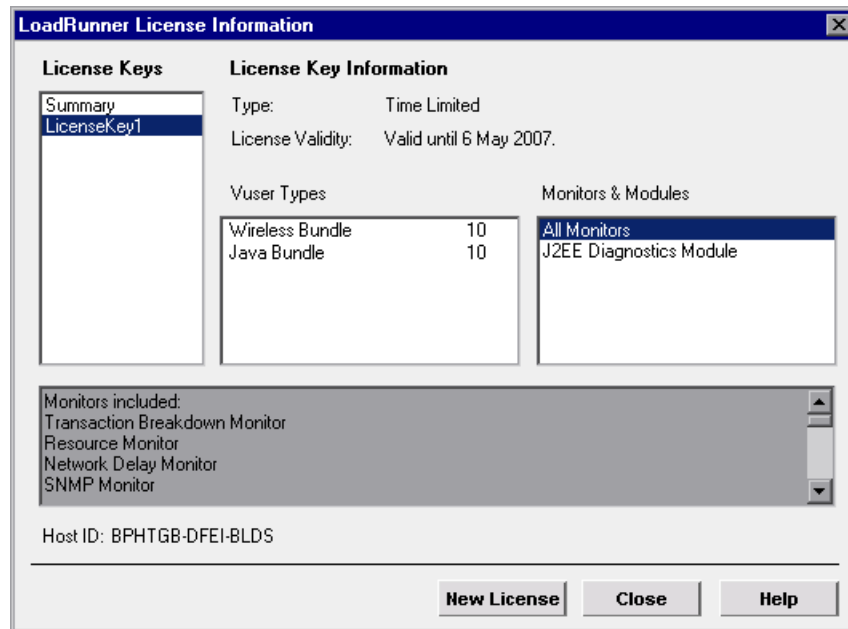 LoadRunner License Information
License Keys
License Key Information
Summary
LicenseKey1
Type: Time Limited
License Validity: Valid until 6 May 2007.
Vuser Types
Monitors & Modules
Wireless Bundle 10
Java Bundle 10
All Monitors
J2EE Diagnostics Module
Monitors included:
Transaction Breakdown Monitor
Resource Monitor
Network Delay Monitor
SNMP Monitor
Host ID: BPHTGB-DFEI-BLDS
New License
Close
Help